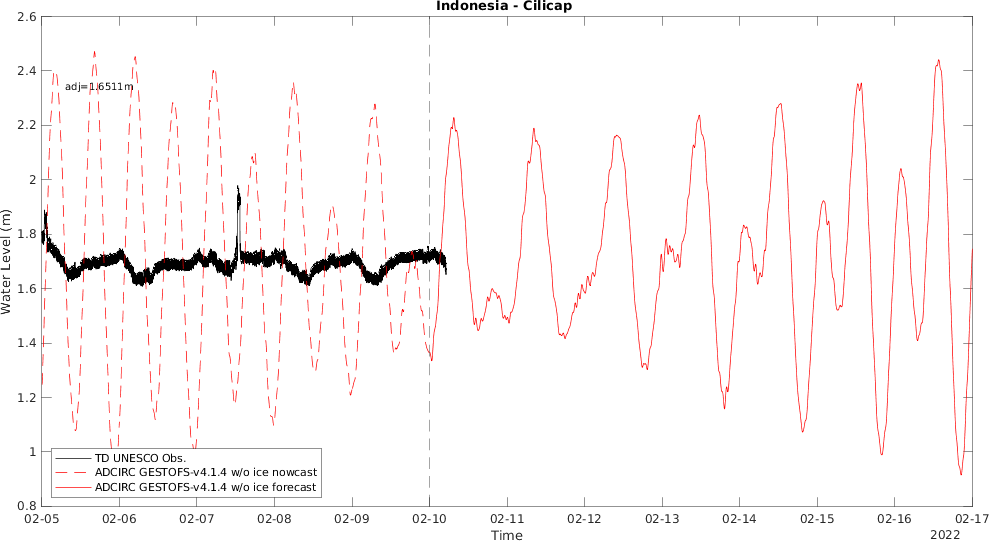 Indonesia - Cilicap
2.6
2.4
2.2
2
1.8
1.6
1.4
1.2
1
0.8
Water Level (m)
adj=1.6511m
TD UNESCO Obs.
ADCIRC GESTOFS-v4.1.4 w/o ice nowcast
ADCIRC GESTOFS-v4.1.4 w/o ice forecast
02-05 02-06 02-07 02-08 02-09 02-10 02-11 02-12 02-13 02-14 02-15 02-16 02-17
Time
2022